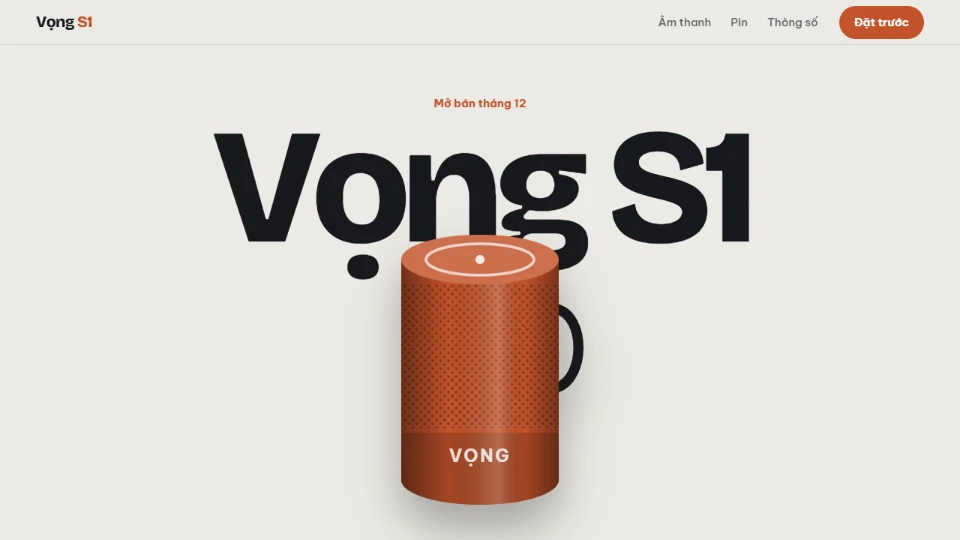 Vọng S1
Âm thanh
Pin
Thông số
Đặt trước
Mở bán tháng 12
Vọng S1
VỌNG